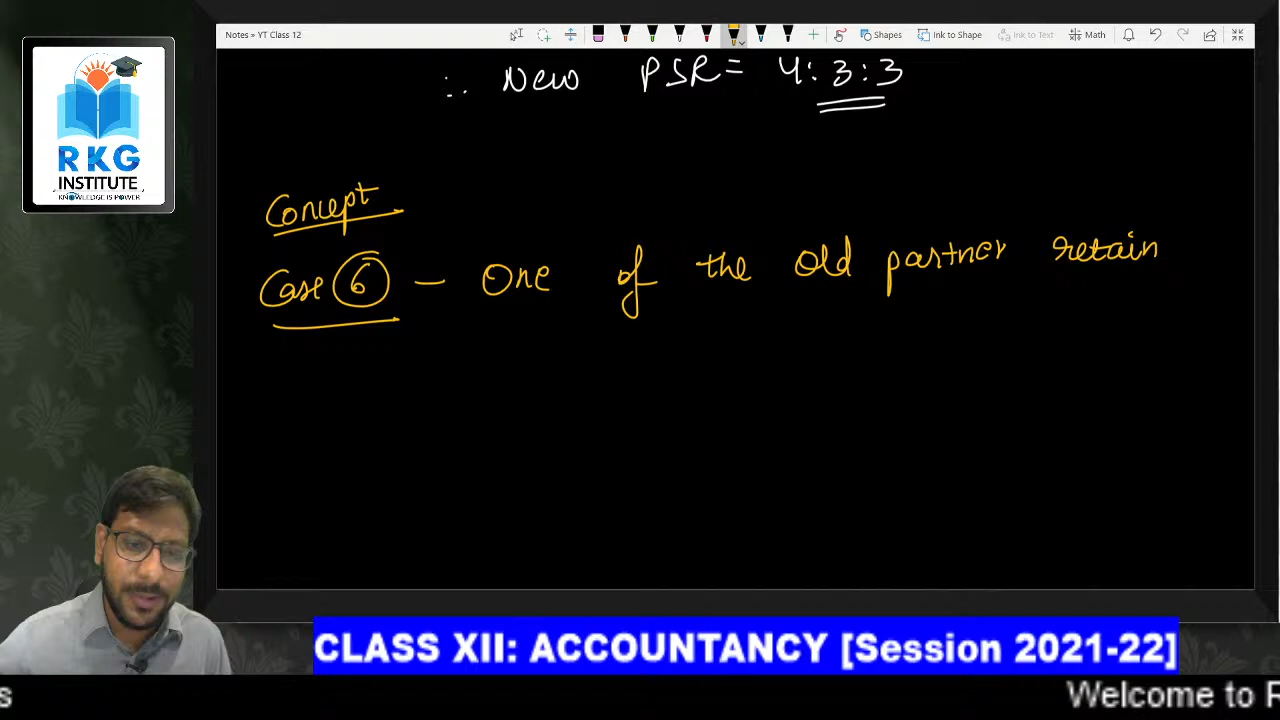 Notes » YT Class 12
Shapes
Ink to Shape
Ink to Text
Math
∴ New PSR = 4:3:3
RKG
INSTITUTE
KNOWLEDGE IS POWER
Concept
Case 6 – One of the old partner retain
CLASS XII: ACCOUNTANCY [Session 2021-22]
s Welcome to R